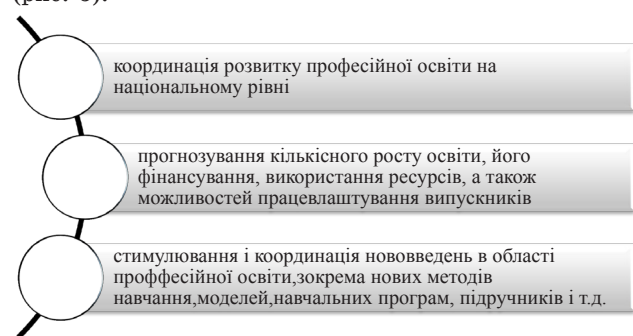 (рис. 3).
координація розвитку професійної освіти на
національному рівні
прогнозування кількісного росту освіти, його
фінансування, використання ресурсів, а також
можливостей працевлаштування випускників
стимулювання і координація нововведень в області
проффесійної освіти,зокрема нових методів
навчання,моделей,навчальних програм, підручників і т.д.